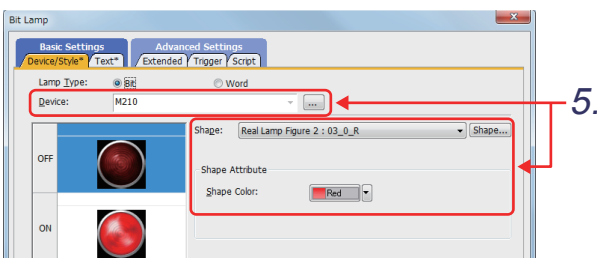 Bit Lamp
x
Basic Settings Advanced Settings
Device/Style* Text* Extended Trigger Script
Lamp Type: Bit Word
Device: M210 ...
5.
Shape: Real Lamp Figure 2 : 03_0_R Shape...
OFF
Shape Attribute
Shape Color: Red
ON